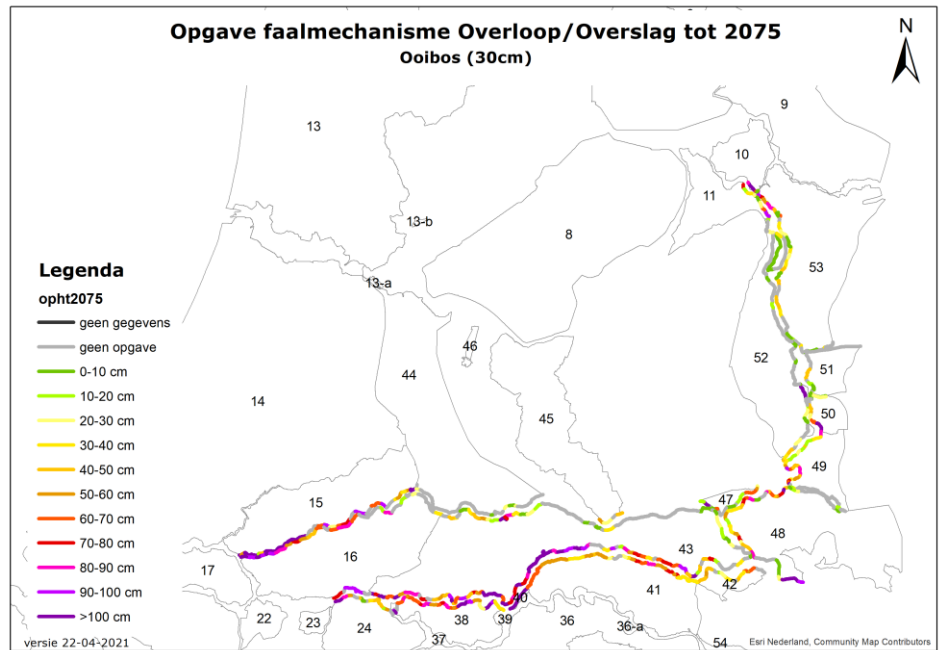 Opgave faalmechanisme Overloop/Overslag tot 2075
Ooibos (30cm)
N
9
13
10
11
13-b
8
53
Legenda
13-a
opht2075
geen gegevens
geen opgave
46
52
0-10 cm
44
51
10-20 cm
14
45
50
20-30 cm
30-40 cm
40-50 cm
49
50-60 cm
15
47
60-70 cm
48
70-80 cm
16
43
80-90 cm
17
42
41
90-100 cm
40
22
23
24
38
39
36
36-a
>100 cm
37
54
versie 22-04-2021
Esri Nederland, Community Map Contributors